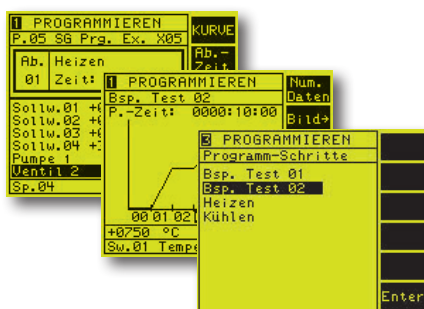 1 PROGRAMMIEREN
P.05 SG Prg. Ex. X05
KURVE
Ab.-
Zeit
Ab. Heizen
01 Zeit:
Sollw.01
Sollw.02
Sollw.03
Sollw.04
Pumpe 1
Ventil 2
Sp.04
1 PROGRAMMIEREN
Bsp. Test 02
P.-Zeit: 0000:10:00
Num.
Daten
Bild→
00 01 02
+0750 °C
Sw.01 Temp
3 PROGRAMMIEREN
Programm-Schritte
Bsp. Test 01
Bsp. Test 02
Heizen
Kühlen
Enter